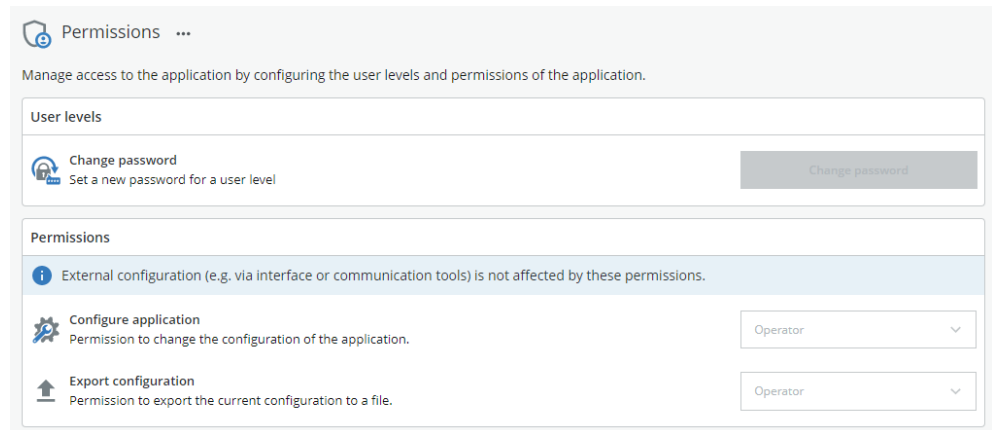 Permissions ...
Manage access to the application by configuring the user levels and permissions of the application.
User levels
Change password
Set a new password for a user level
Change password
Permissions
External configuration (e.g. via interface or communication tools) is not affected by these permissions.
Configure application
Permission to change the configuration of the application.
Operator
Export configuration
Permission to export the current configuration to a file.
Operator